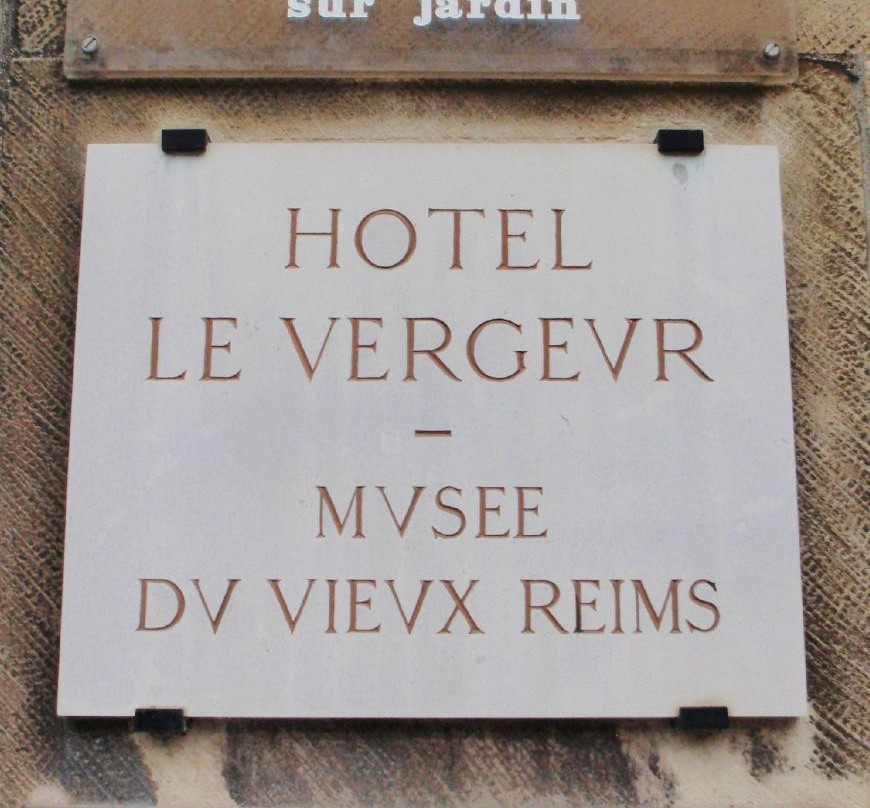 sur jardin
HOTEL
LE VERGEVR
–
MVSEE
DV VIEVX REIMS